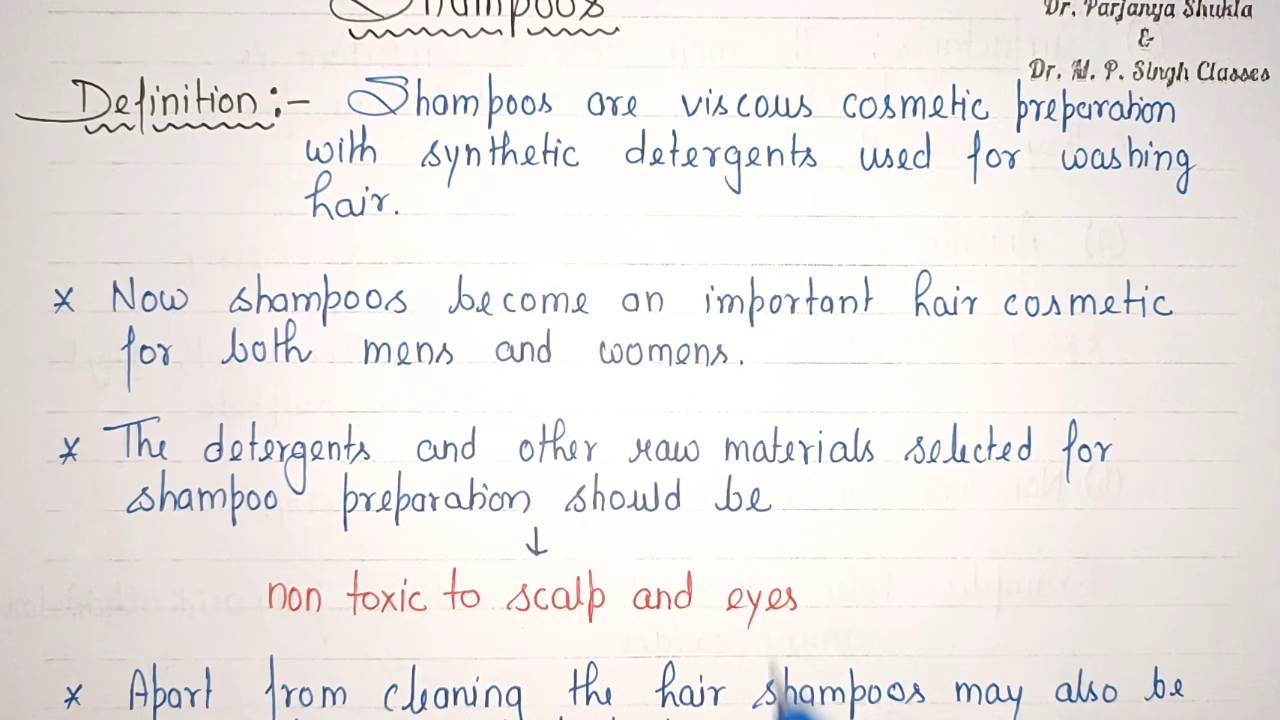 Shampoos
Dr. Parjanya Shukla
&
Dr. M. P. Singh Classes
Definition :- Shampoos are viscous cosmetic preparation
with synthetic detergents used for washing
hair.
* Now shampoos become an important hair cosmetic
for both mens and womens.
* The detergents and other raw materials selected for
shampoo preparation should be
↓
non toxic to scalp and eyes
* Apart from cleaning the hair shampoos may also be